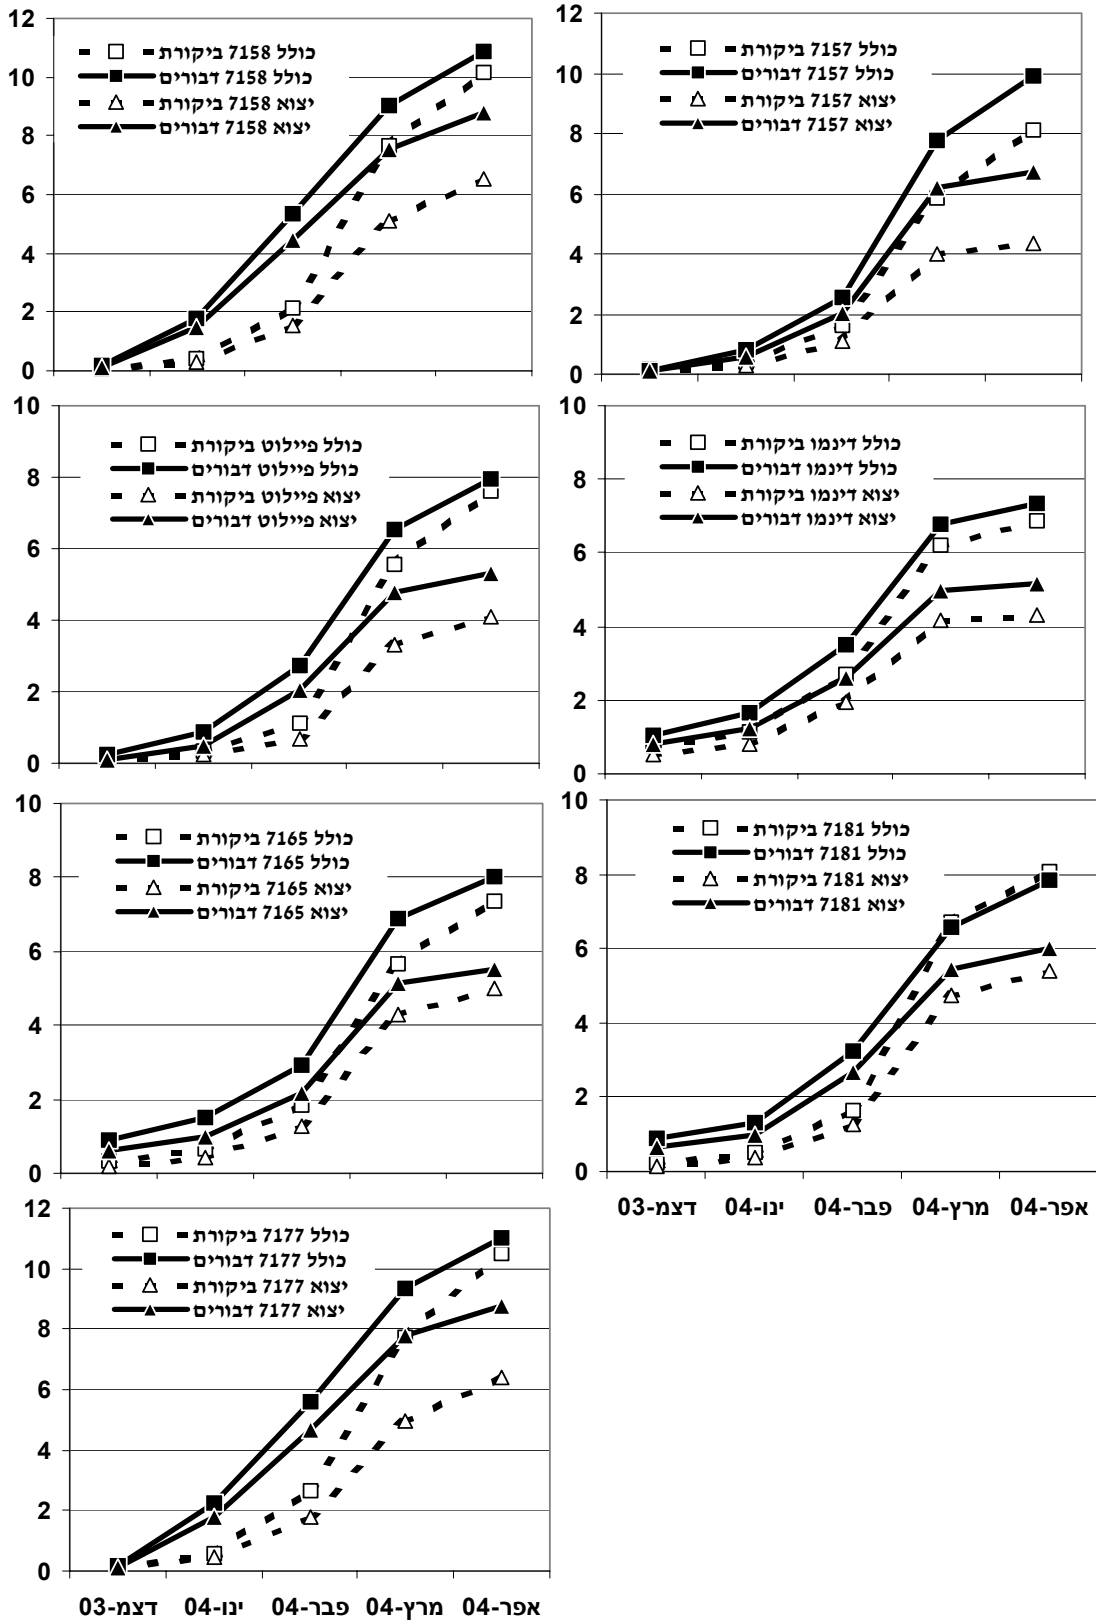 12
10
8
6
4
2
0
כולל 7158 ביקורת
כולל 7158 דבורים
יצוא 7158 ביקורת
יצוא 7158 דבורים
12
10
8
6
4
2
0
כולל 7157 ביקורת
כולל 7157 דבורים
יצוא 7157 ביקורת
יצוא 7157 דבורים
10
8
6
4
2
0
כולל פיילוט ביקורת
כולל פיילוט דבורים
יצוא פיילוט ביקורת
יצוא פיילוט דבורים
10
8
6
4
2
0
כולל דינמו ביקורת
כולל דינמו דבורים
יצוא דינמו ביקורת
יצוא דינמו דבורים
10
8
6
4
2
0
כולל 7165 ביקורת
כולל 7165 דבורים
יצוא 7165 ביקורת
יצוא 7165 דבורים
10
8
6
4
2
0
כולל 7181 ביקורת
כולל 7181 דבורים
יצוא 7181 ביקורת
יצוא 7181 דבורים
דצמ-03 ינו-04 פבר-04 מרץ-04 אפר-04
12
10
8
6
4
2
0
כולל 7177 ביקורת
כולל 7177 דבורים
יצוא 7177 ביקורת
יצוא 7177 דבורים
דצמ-03 ינו-04 פבר-04 מרץ-04 אפר-04